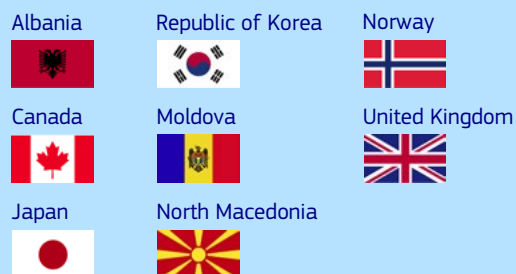 Albania
Republic of Korea
Norway
Canada
Moldova
United Kingdom
Japan
North Macedonia